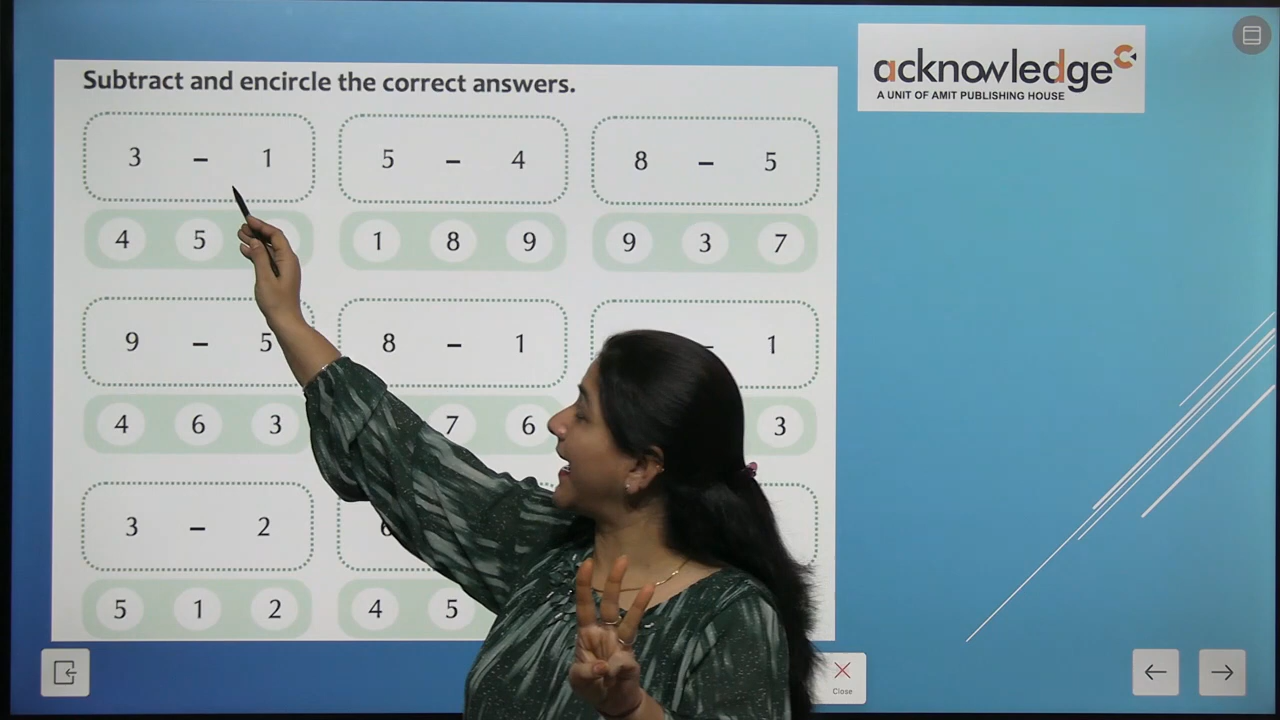 Subtract and encircle the correct answers.
acknowledge
A UNIT OF AMIT PUBLISHING HOUSE
3 – 1
5 – 4
8 – 5
4 5
1 8 9
9 3 7
9 – 5
8 – 1
– 1
4 6 3
7 6
3
3 – 2
6
5 1 2
4 5
Close